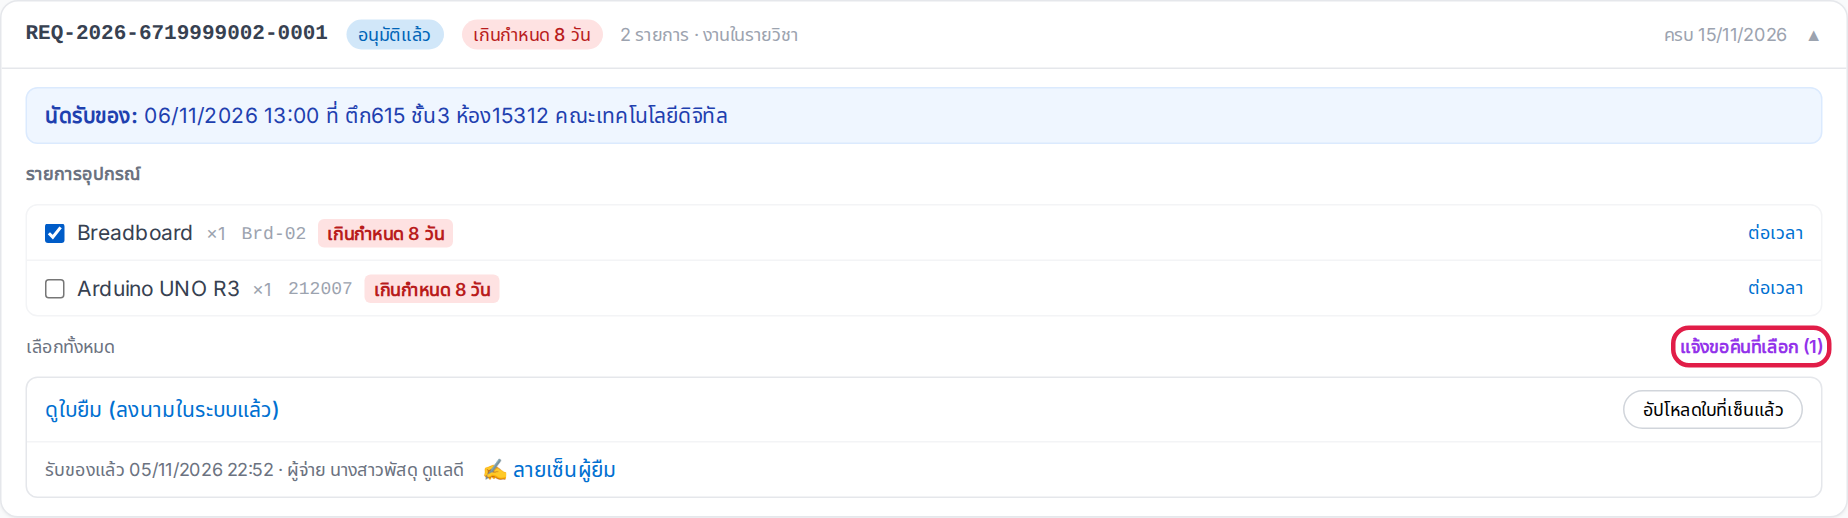 REQ-2026-6719999002-0001 อนุมัติแล้ว เกินกำหนด 8 วัน 2 รายการ · งานในรายวิชา ครบ 15/11/2026 ▲
นัดรับของ: 06/11/2026 13:00 ที่ ตึก615 ชั้น3 ห้อง15312 คณะเทคโนโลยีดิจิทัล
รายการอุปกรณ์
Breadboard ×1 Brd-02 เกินกำหนด 8 วัน ต่อเวลา
Arduino UNO R3 ×1 212007 เกินกำหนด 8 วัน ต่อเวลา
เลือกทั้งหมด แจ้งขอคืนที่เลือก (1)
ดูใบยืม (ลงนามในระบบแล้ว) อัปโหลดใบที่เซ็นแล้ว
รับของแล้ว 05/11/2026 22:52 · ผู้จ่าย นางสาวพัสดุ ดูแลดี ✍️ ลายเซ็นผู้ยืม